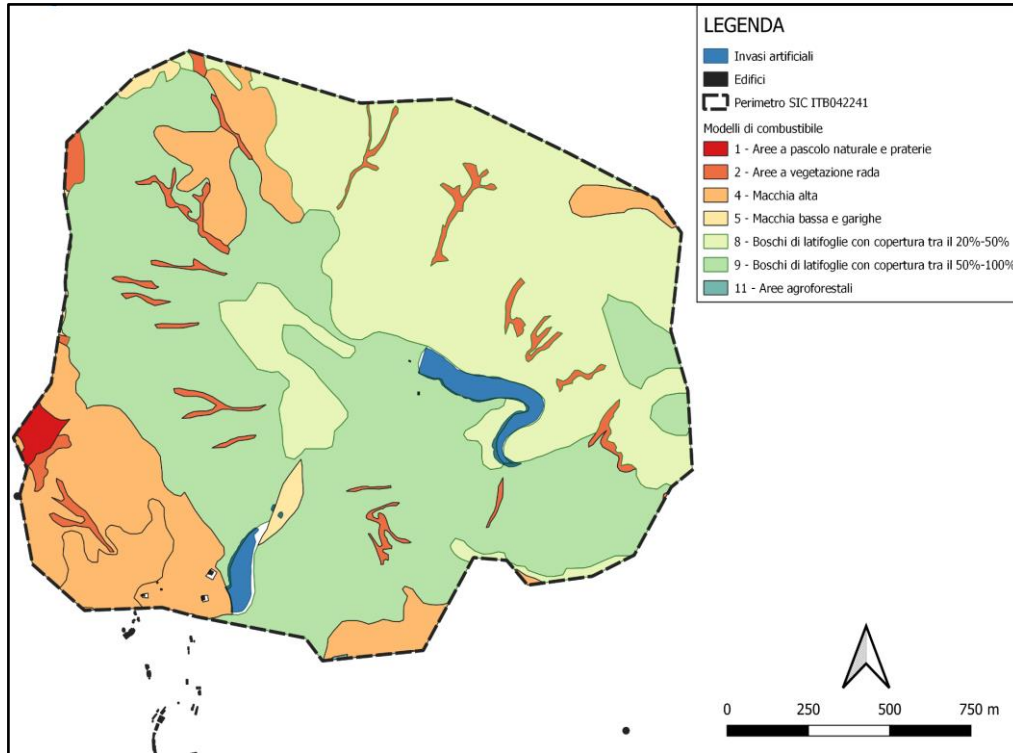 LEGENDA
Invasi artificiali
Edifici
Perimetro SIC ITB042241
Modelli di combustibile
1 - Aree a pascolo naturale e praterie
2 - Aree a vegetazione rada
4 - Macchia alta
5 - Macchia bassa e garighe
8 - Boschi di latifoglie con copertura tra il 20%-50%
9 - Boschi di latifoglie con copertura tra il 50%-100%
11 - Aree agroforestali
0 250 500 750 m